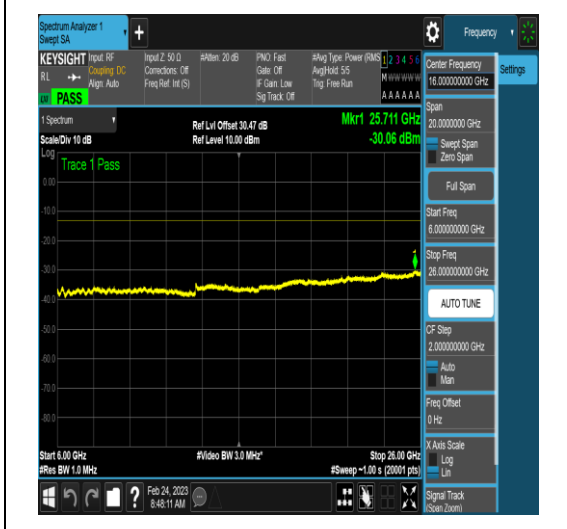 Spectrum Analyzer 1
Swept SA
+
Frequency
KEYSIGHT
RL
PASS
Input: RF
Coupling: DC
Align: Auto
Input Z: 50 Ω
Corrections: Off
Freq Ref: Int (S)
#Atten: 20 dB
PNO: Fast
Gate: Off
IF Gain: Low
Sig Track: Off
#Avg Type: Power (RMS)
Avg|Hold: 5/5
Trig: Free Run
1 2 3 4 5 6
M W W W W W
A A A A A A
1 Spectrum
Scale/Div 10 dB
Ref Lvl Offset 30.47 dB
Ref Level 10.00 dBm
Mkr1 25.711 GHz
-30.06 dBm
Log
Trace 1 Pass
0.00
-10.0
-20.0
-30.0
-40.0
-50.0
-60.0
-70.0
-80.0
1
Start 6.00 GHz
#Res BW 1.0 MHz
#Video BW 3.0 MHz*
Stop 26.00 GHz
#Sweep ~1.00 s (20001 pts)
Center Frequency
16.000000000 GHz
Settings
Span
20.0000000 GHz
Swept Span
Zero Span
Full Span
Start Freq
6.000000000 GHz
Stop Freq
26.000000000 GHz
AUTO TUNE
CF Step
2.000000000 GHz
Auto
Man
Freq Offset
0 Hz
X Axis Scale
Log
Lin
Signal Track
(Span Zoom)
?
Feb 24, 2023
8:48:11 AM